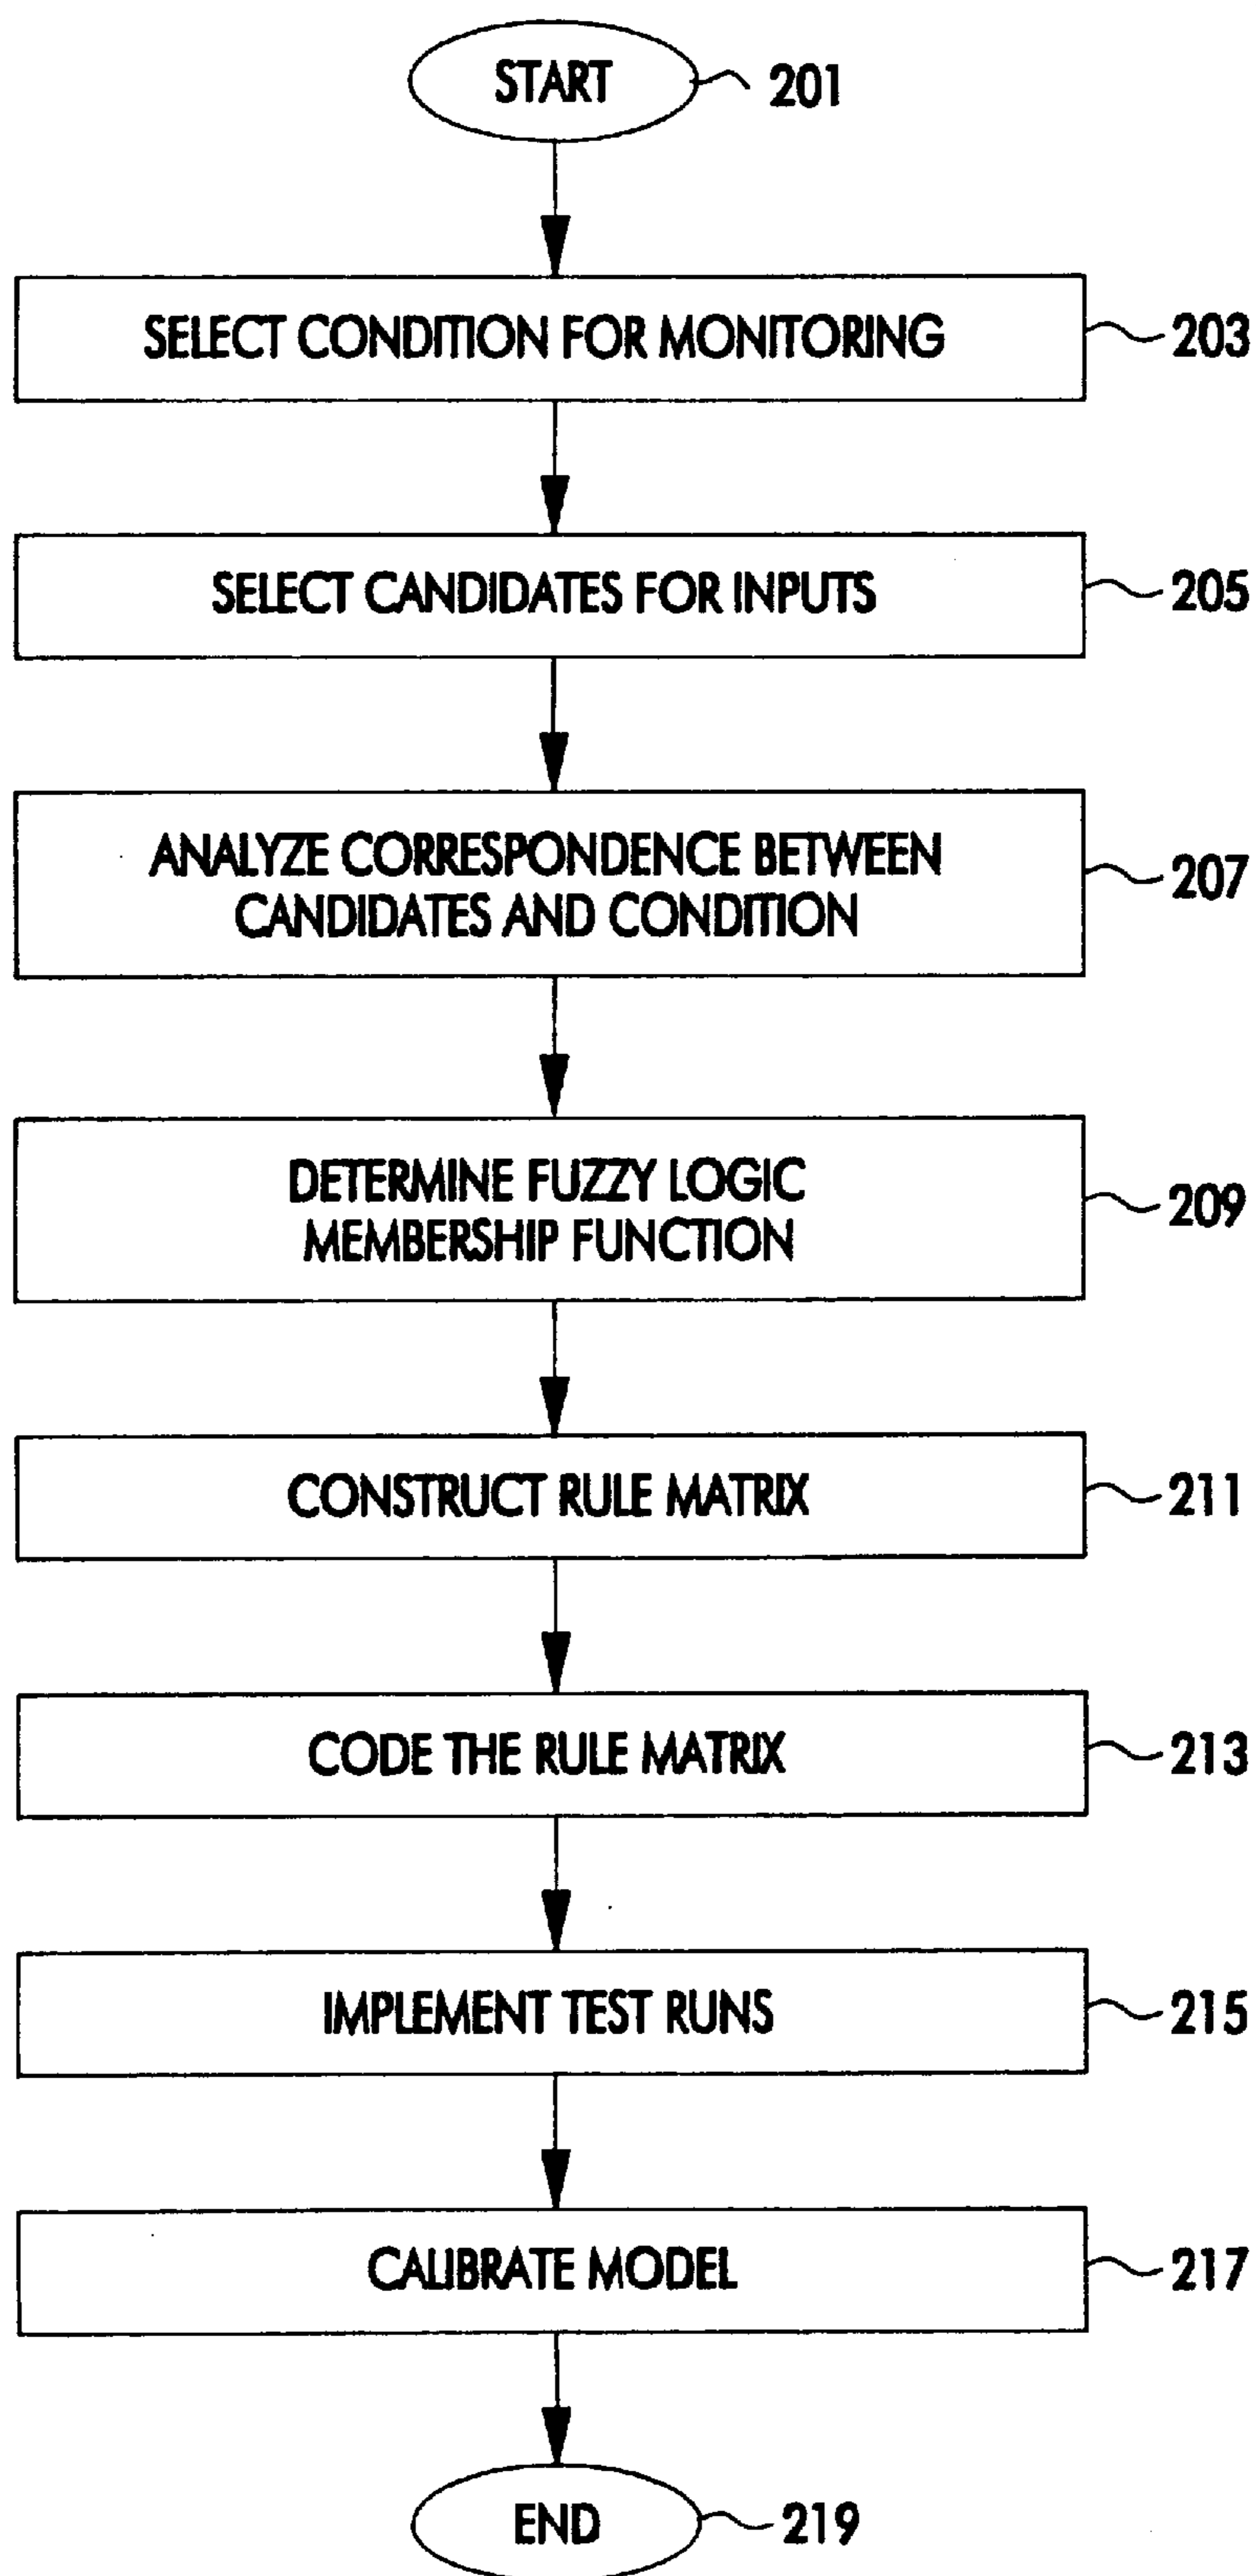 START
201
SELECT CONDITION FOR MONITORING
203
SELECT CANDIDATES FOR INPUTS
205
ANALYZE CORRESPONDENCE BETWEEN
CANDIDATES AND CONDITION
207
DETERMINE FUZZY LOGIC
MEMBERSHIP FUNCTION
209
CONSTRUCT RULE MATRIX
211
CODE THE RULE MATRIX
213
IMPLEMENT TEST RUNS
215
CALIBRATE MODEL
217
END
219